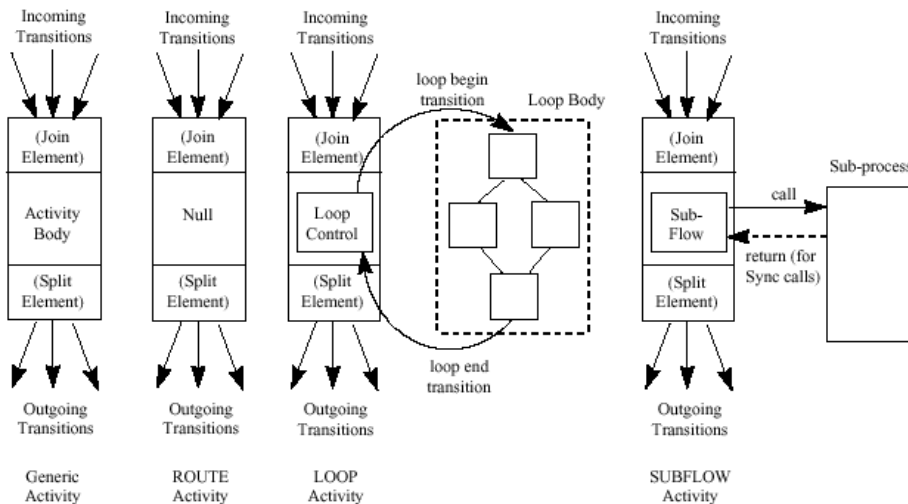 Incoming
Transitions
Incoming
Transitions
Incoming
Transitions
Incoming
Transitions
loop begin
transition
Loop Body
(Join
Element)
(Join
Element)
(Join
Element)
(Join
Element)
Sub-process
Activity
Body
Null
Loop
Control
Sub-
Flow
call
return (for
Sync calls)
(Split
Element)
(Split
Element)
(Split
Element)
(Split
Element)
loop end
transition
Outgoing
Transitions
Outgoing
Transitions
Outgoing
Transitions
Outgoing
Transitions
Generic
Activity
ROUTE
Activity
LOOP
Activity
SUBFLOW
Activity